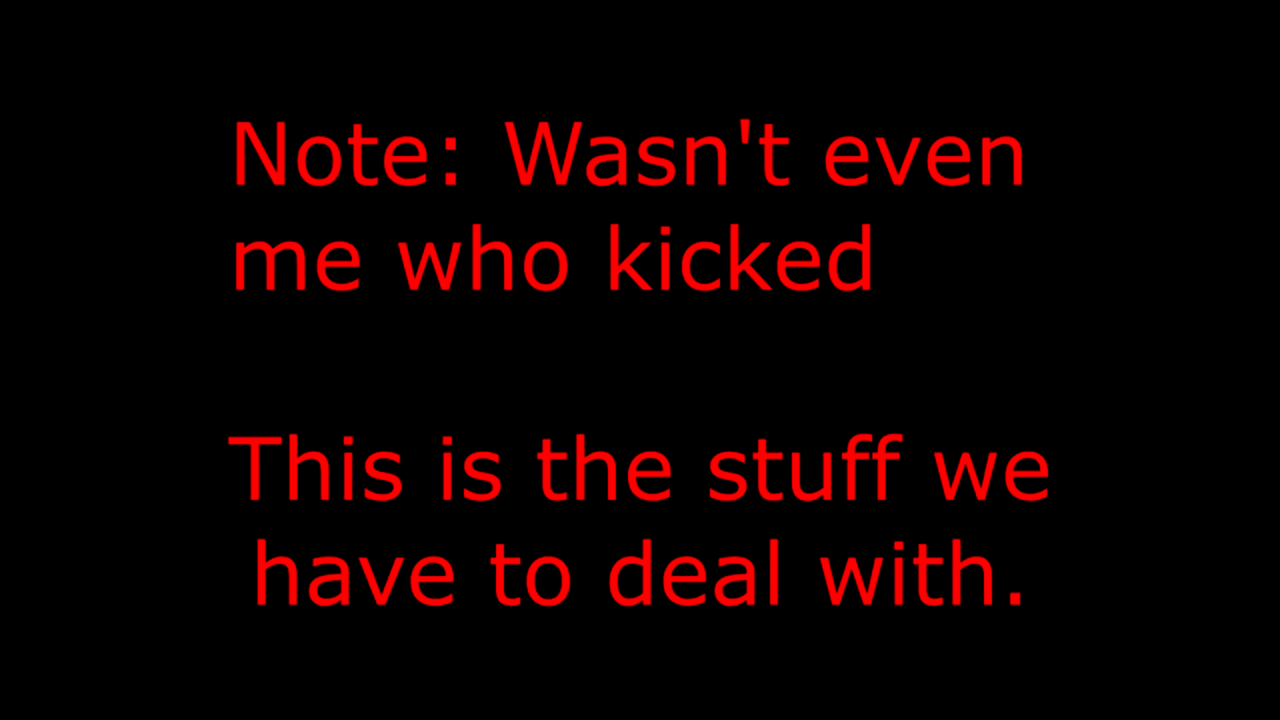 Note: Wasn't even
me who kicked
This is the stuff we
have to deal with.